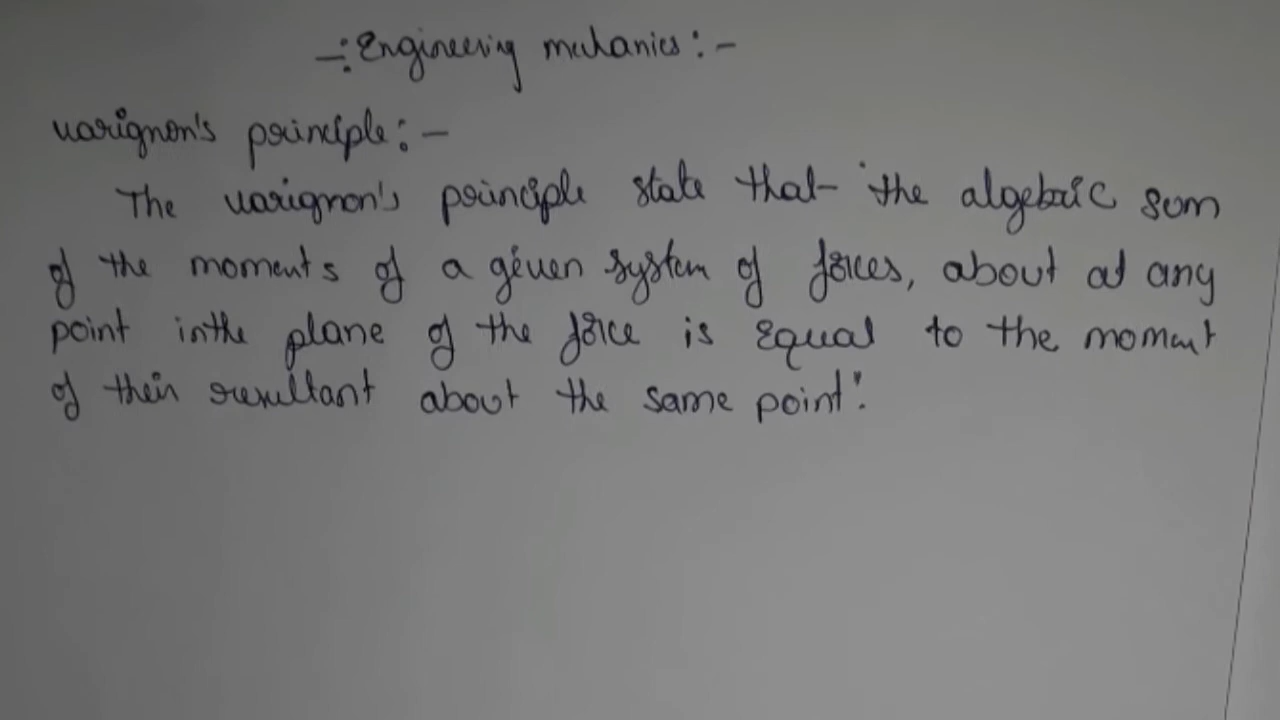 -:Engineering mechanics:-
varignon's principle:-
The varignon's principle state that "the algebric sum
of the moments of a given system of forces, about at any
point inthe plane of the force is equal to the moment
of their resultant about the same point".